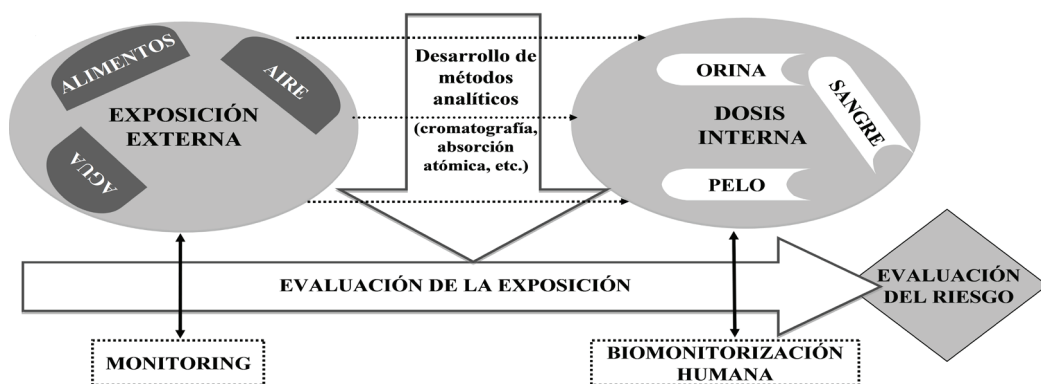 ALIMENTOS
AIRE
EXPOSICIÓN
EXTERNA
AGUA
Desarrollo de
métodos
analíticos
(cromatografía,
absorción
atómica, etc.)
ORINA
SANGRE
DOSIS
INTERNA
PELO
EVALUACIÓN DE LA EXPOSICIÓN
EVALUACIÓN
DEL RIESGO
MONITORING
BIOMONITORIZACIÓN
HUMANA